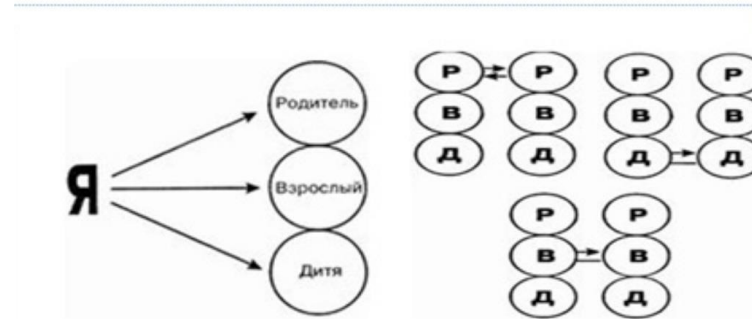 Я
Родитель
Взрослый
Дитя
Р Р Р Р
В В В В
Д Д Д Д
Р Р
В В
Д Д